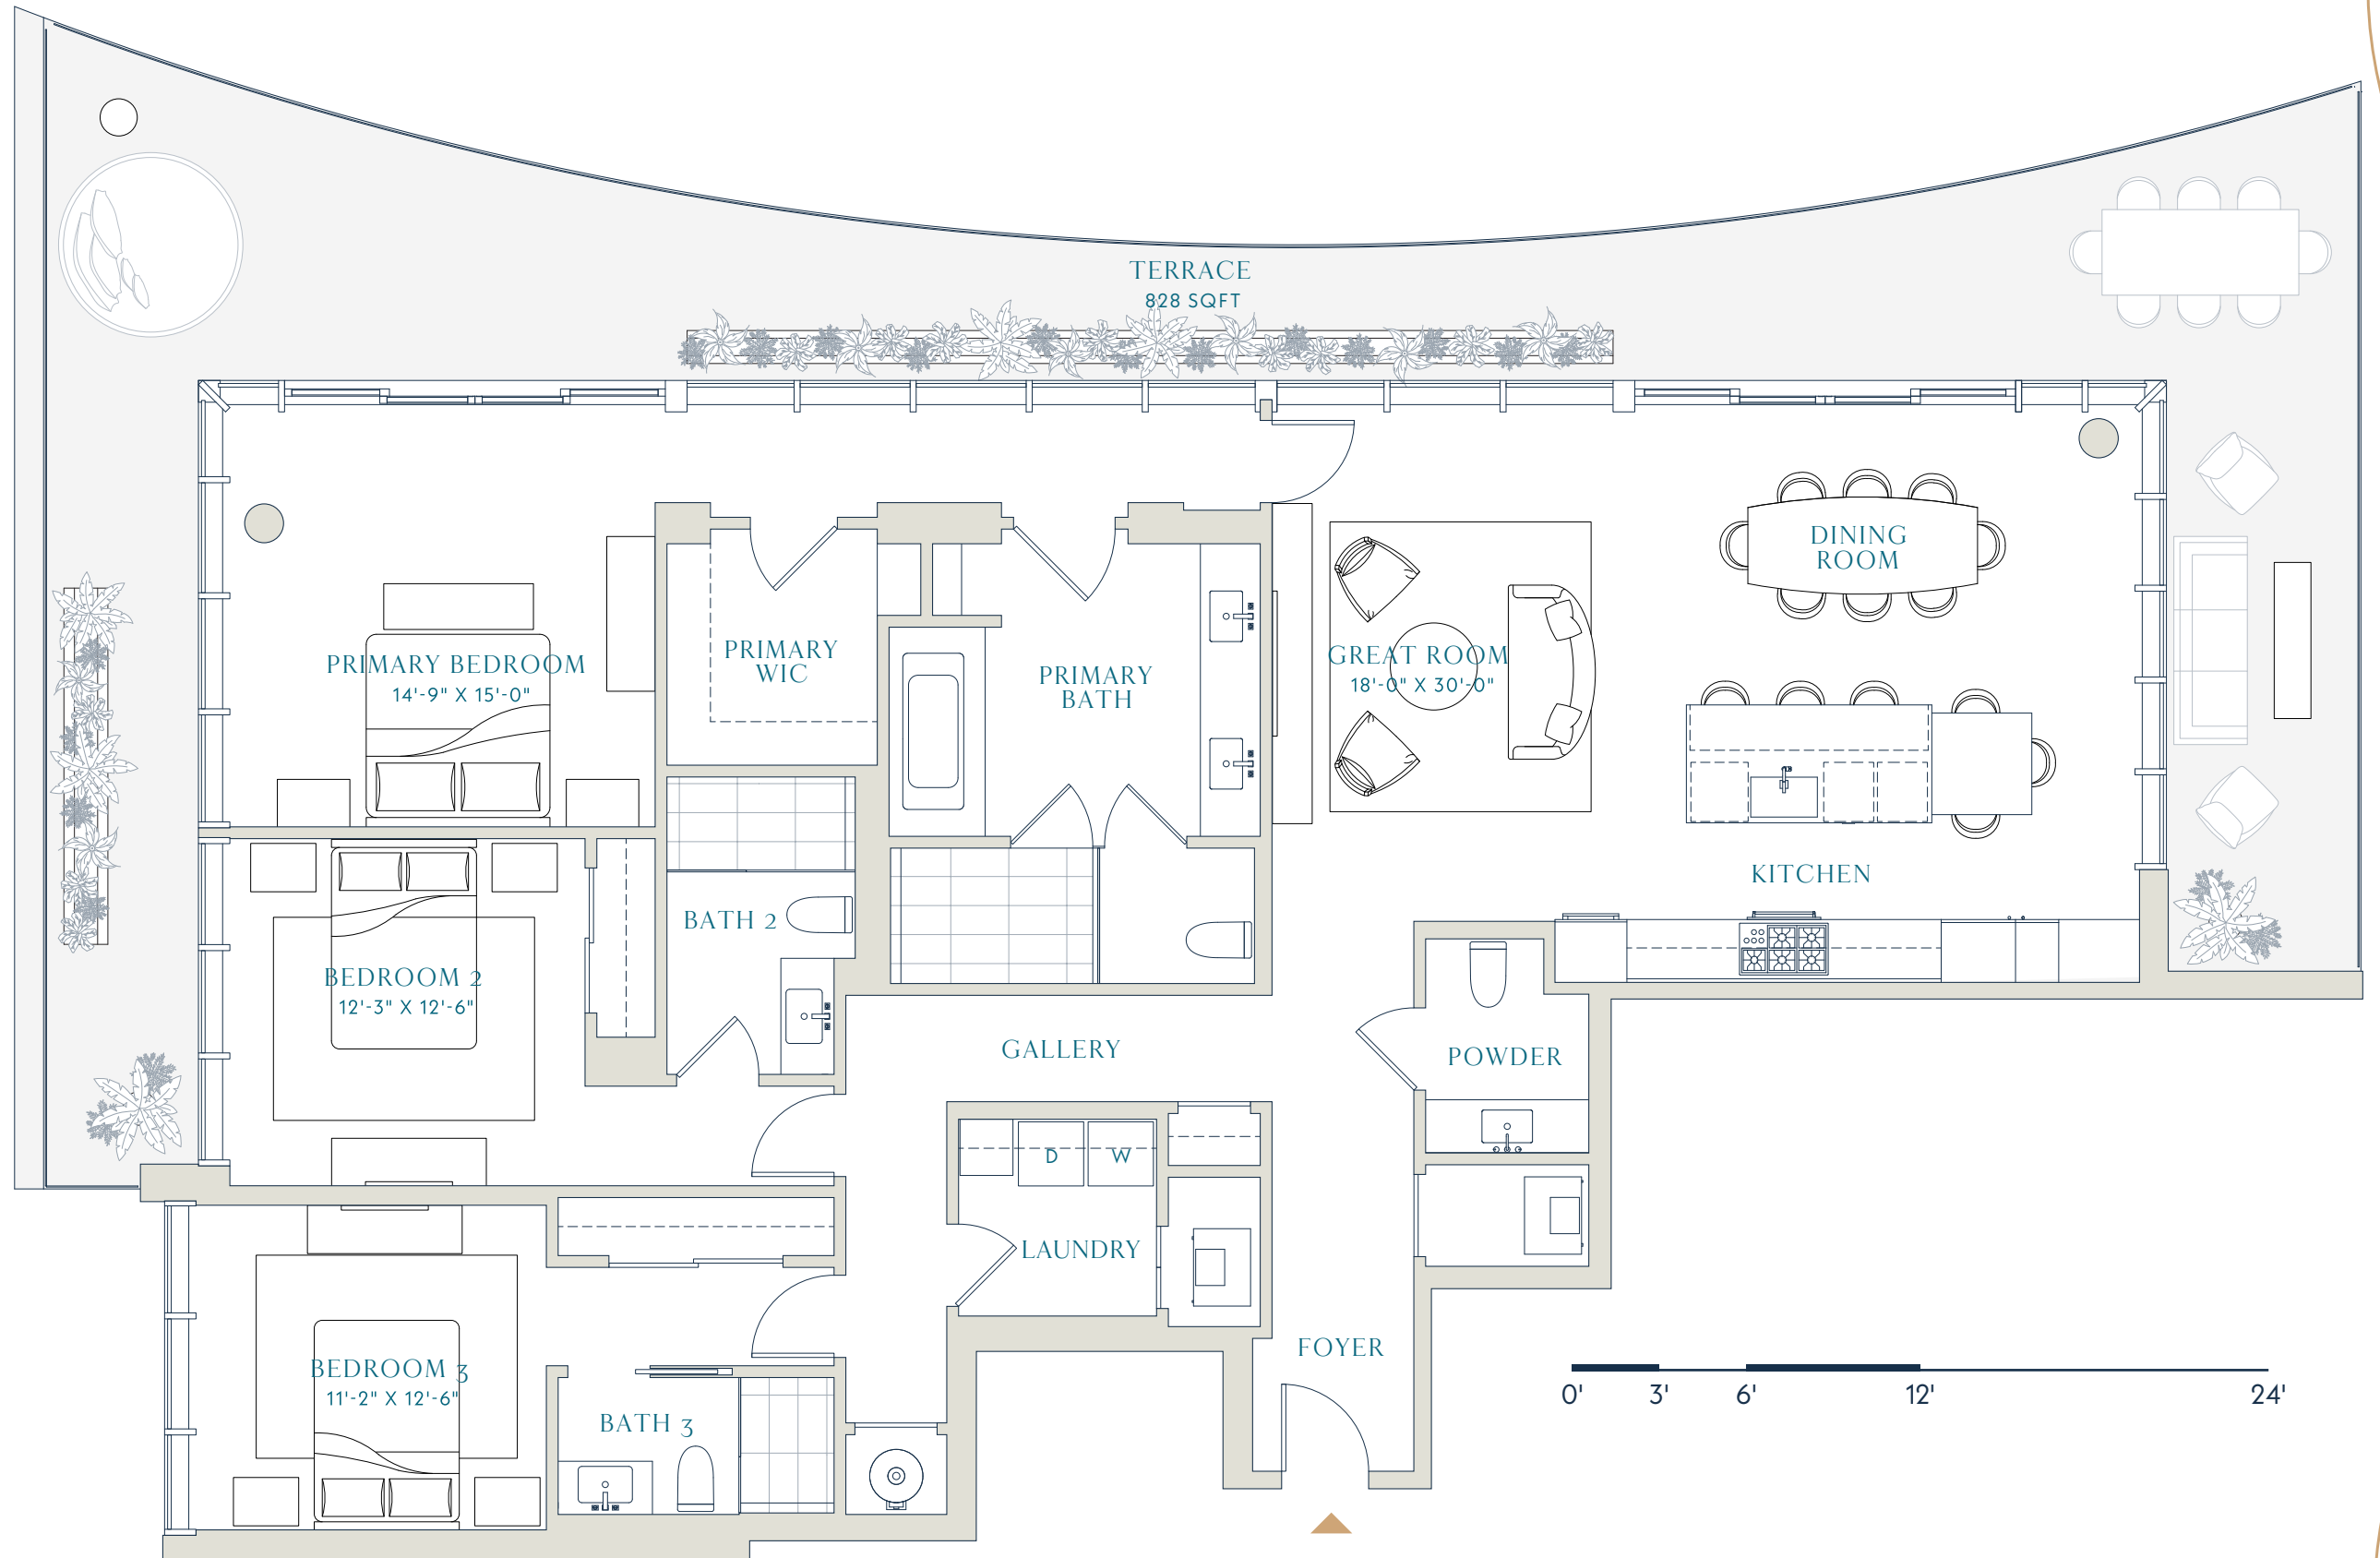 TERRACE
828 SQFT
DINING
ROOM
PRIMARY
WIC
PRIMARY
BATH
PRIMARY BEDROOM
14'-9" X 15'-0"
GREAT ROOM
18'-0" X 30'-0"
KITCHEN
BATH 2
BEDROOM 2
12'-3" X 12'-6"
GALLERY
POWDER
D
W
LAUNDRY
FOYER
BEDROOM 3
11'-2" X 12'-6"
BATH 3
0' 3' 6' 12' 24'